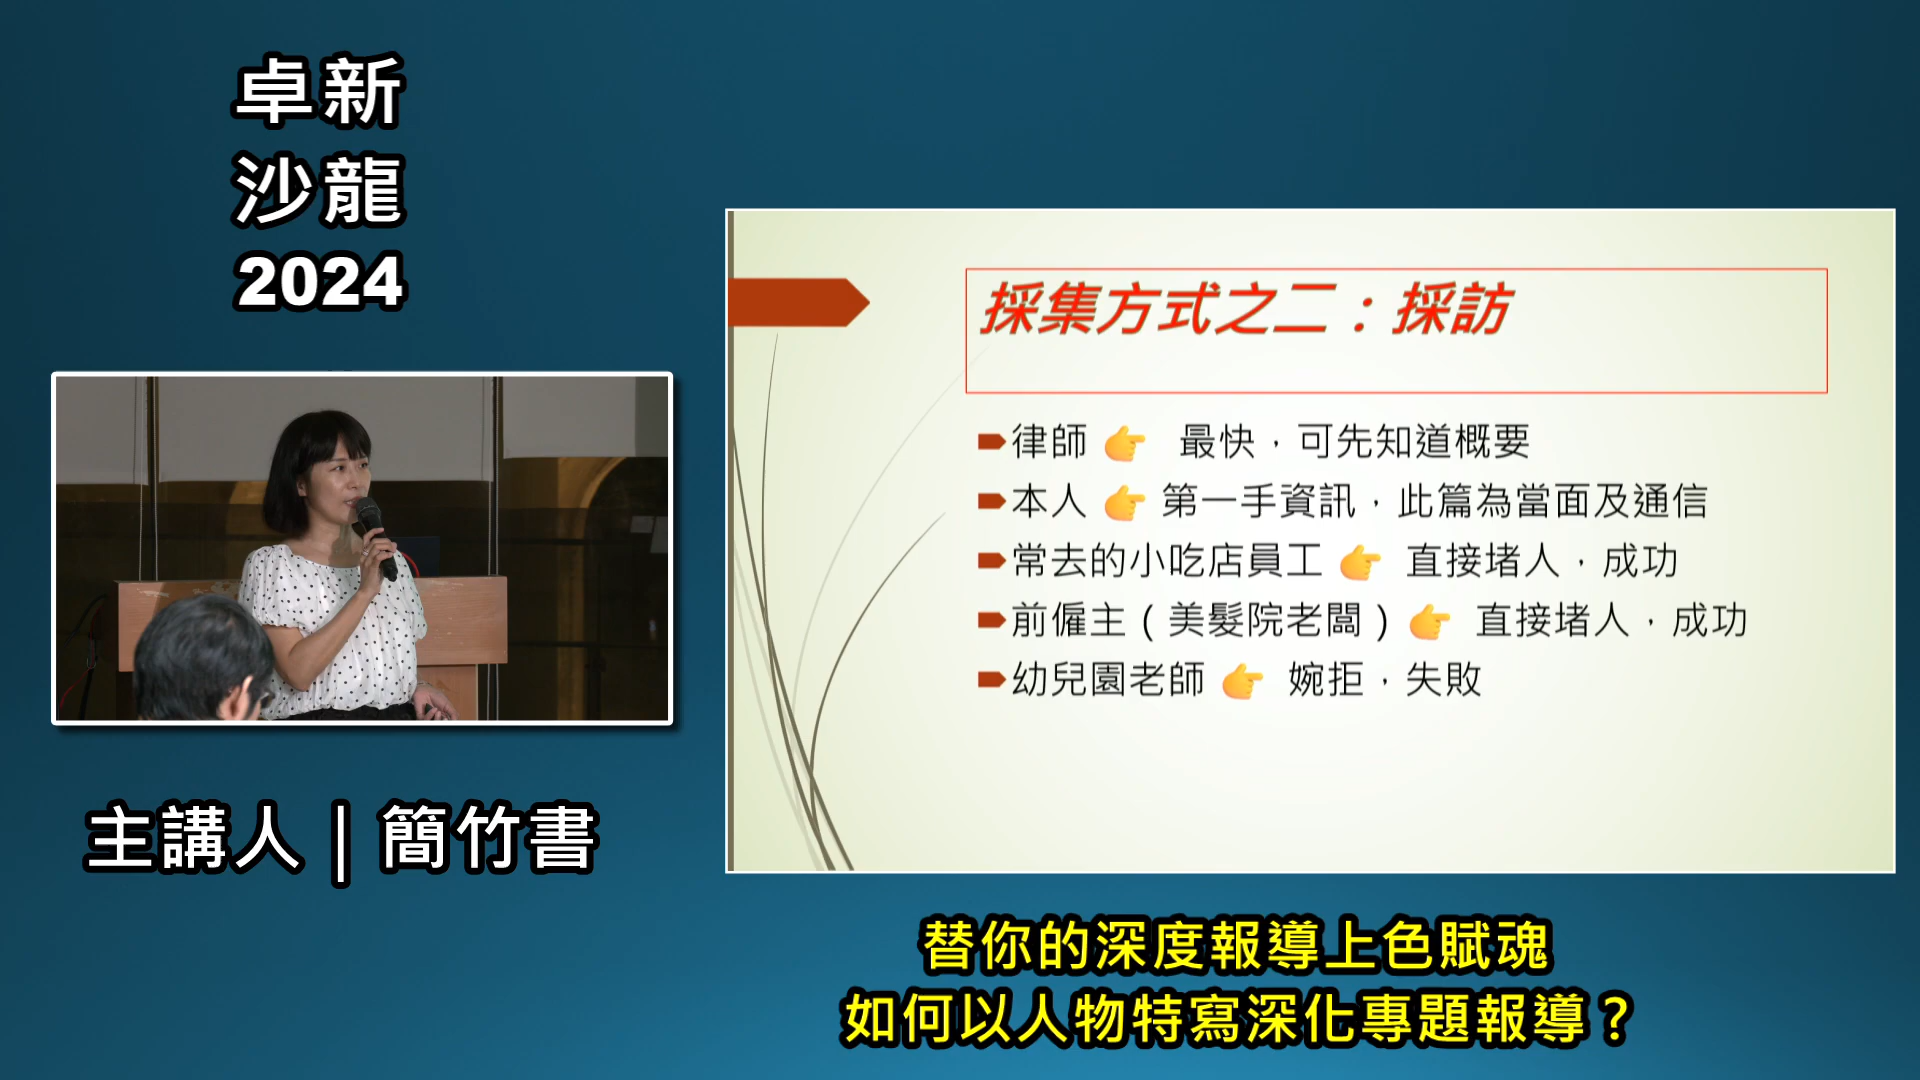 卓新
沙龍
2024
主講人｜簡竹書
採集方式之二：採訪
律師 👉 最快，可先知道概要
本人 👉 第一手資訊，此篇為當面及通信
常去的小吃店員工 👉 直接堵人，成功
前僱主（美髮院老闆）👉 直接堵人，成功
幼兒園老師 👉 婉拒，失敗
替你的深度報導上色賦魂
如何以人物特寫深化專題報導？